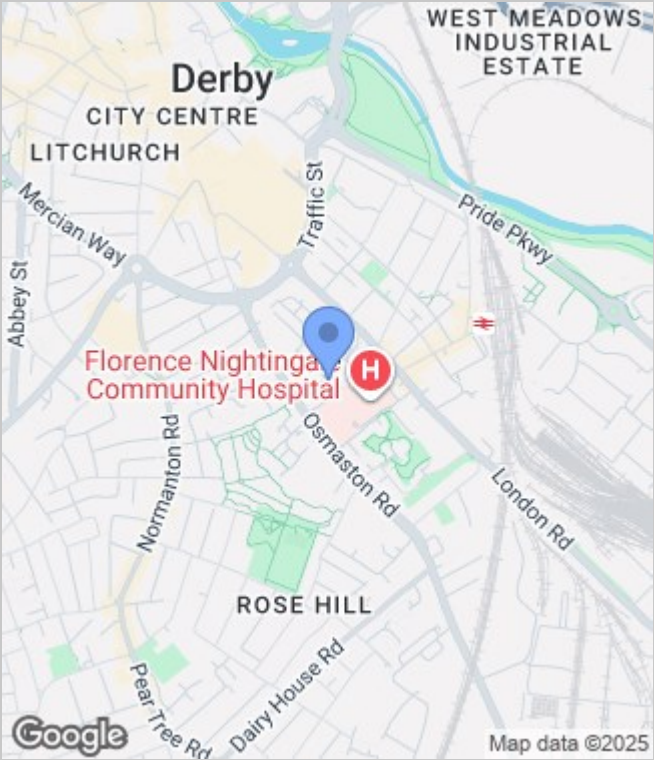 WEST MEADOWS
INDUSTRIAL
ESTATE
Derby
CITY CENTRE
LITCHURCH
Mercian Way
Traffic St
Pride Pkwy
Abbey St
Florence Nightingale
Community Hospital
H
Osmaston Rd
Normanton Rd
London Rd
ROSE HILL
Pear Tree Rd
Dairy House Rd
Google
Map data ©2025